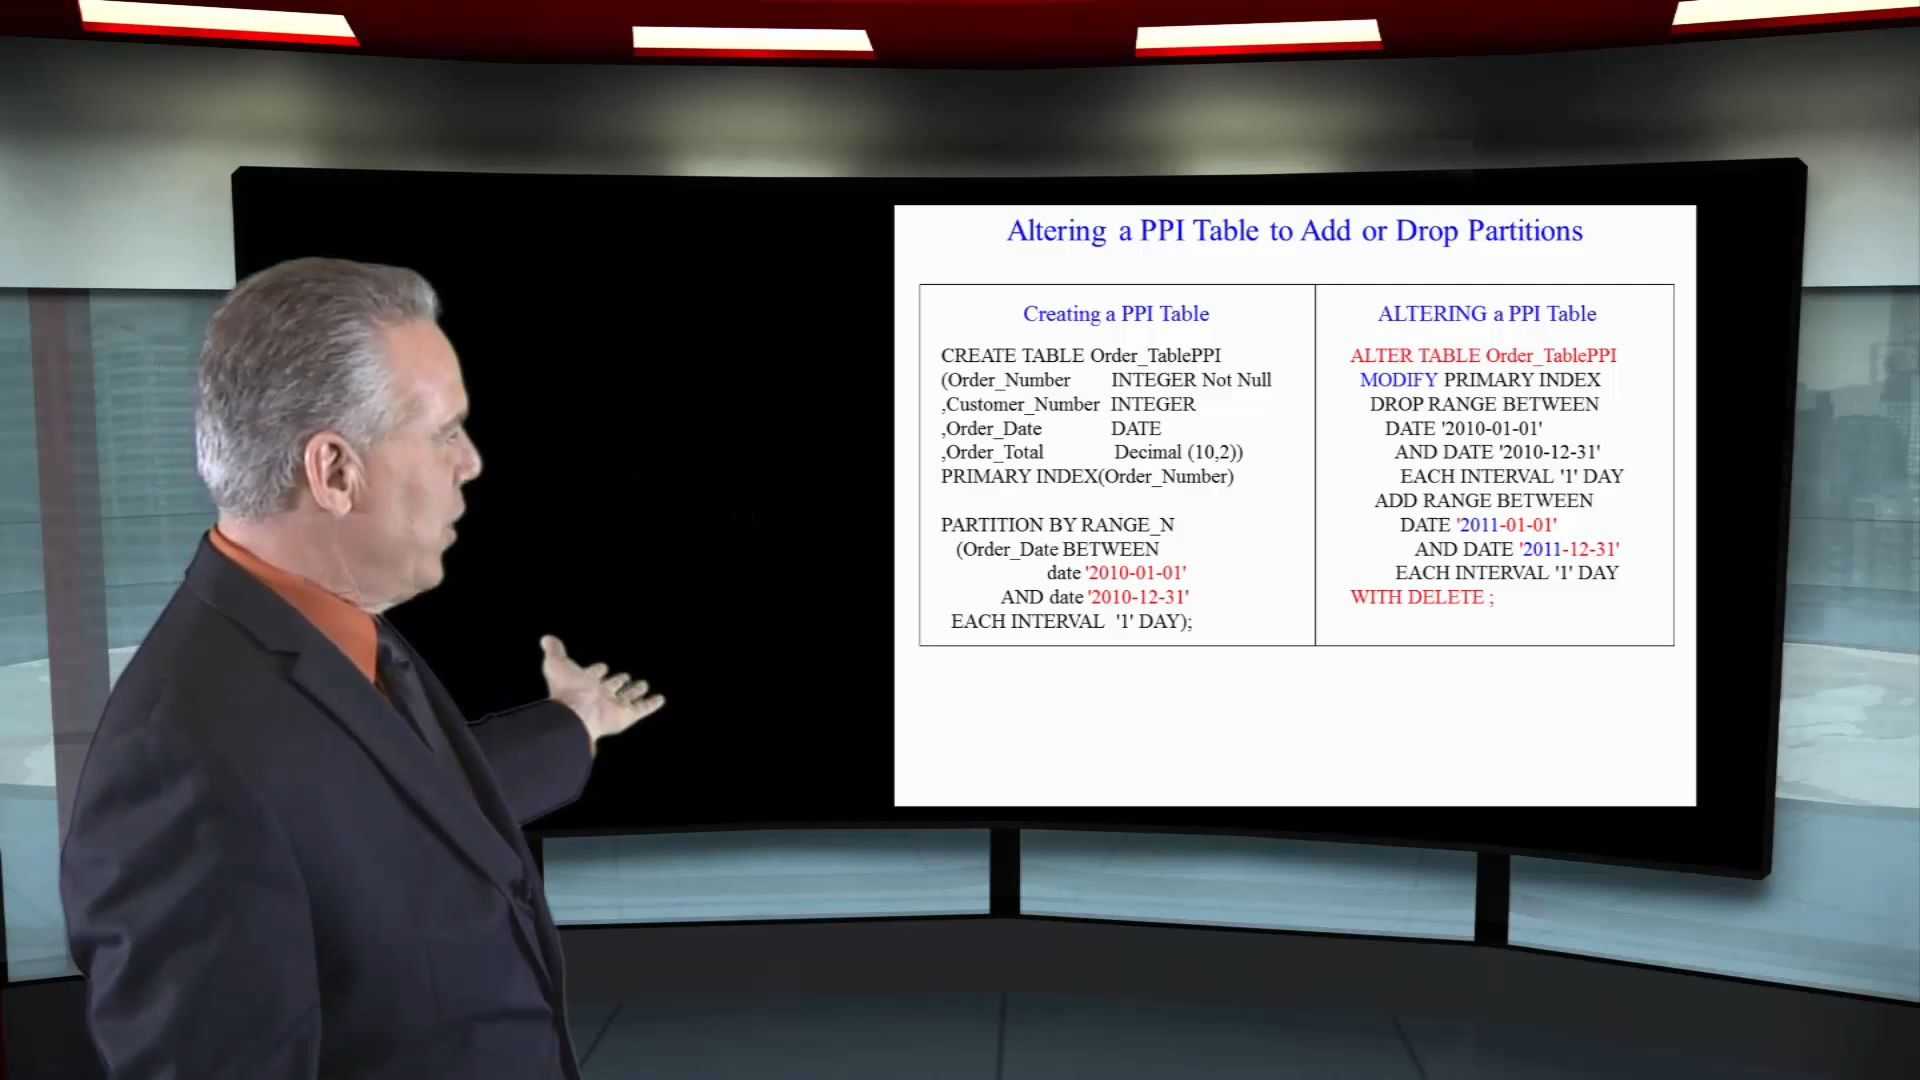 Altering a PPI Table to Add or Drop Partitions
Creating a PPI Table
CREATE TABLE Order_TablePPI
(Order_Number INTEGER Not Null
,Customer_Number INTEGER
,Order_Date DATE
,Order_Total Decimal (10,2))
PRIMARY INDEX(Order_Number)
PARTITION BY RANGE_N
(Order_Date BETWEEN
date '2010-01-01'
AND date '2010-12-31'
EACH INTERVAL '1' DAY);
ALTERING a PPI Table
ALTER TABLE Order_TablePPI
MODIFY PRIMARY INDEX
DROP RANGE BETWEEN
DATE '2010-01-01'
AND DATE '2010-12-31'
EACH INTERVAL '1' DAY
ADD RANGE BETWEEN
DATE '2011-01-01'
AND DATE '2011-12-31'
EACH INTERVAL '1' DAY
WITH DELETE ;